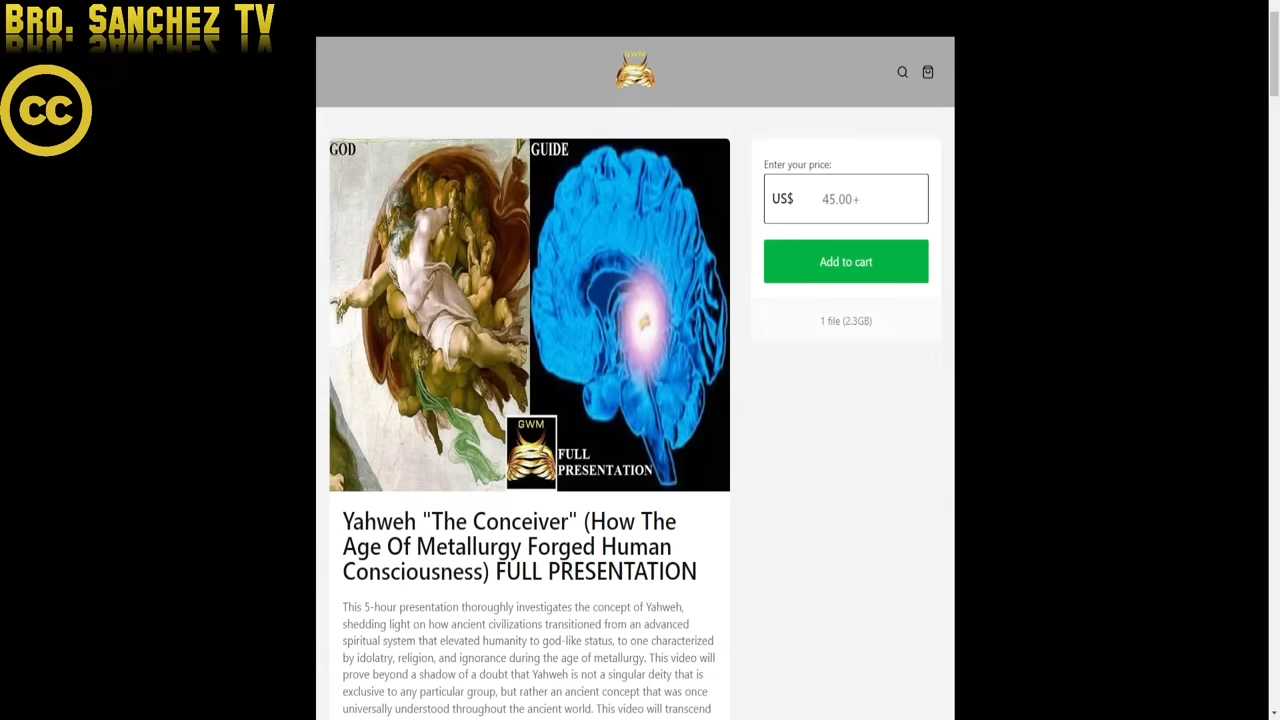 BRO. SANCHEZ TV
CC
GWM
GOD
GUIDE
GWM
FULL
PRESENTATION
Enter your price:
US$ 45.00+
Add to cart
1 file (2.3GB)
Yahweh "The Conceiver" (How The
Age Of Metallurgy Forged Human
Consciousness) FULL PRESENTATION
This 5-hour presentation thoroughly investigates the concept of Yahweh,
shedding light on how ancient civilizations transitioned from an advanced
spiritual system that elevated humanity to god-like status, to one characterized
by idolatry, religion, and ignorance during the age of metallurgy. This video will
prove beyond a shadow of a doubt that Yahweh is not a singular deity that is
exclusive to any particular group, but rather an ancient concept that was once
universally understood throughout the ancient world. This video will transcend